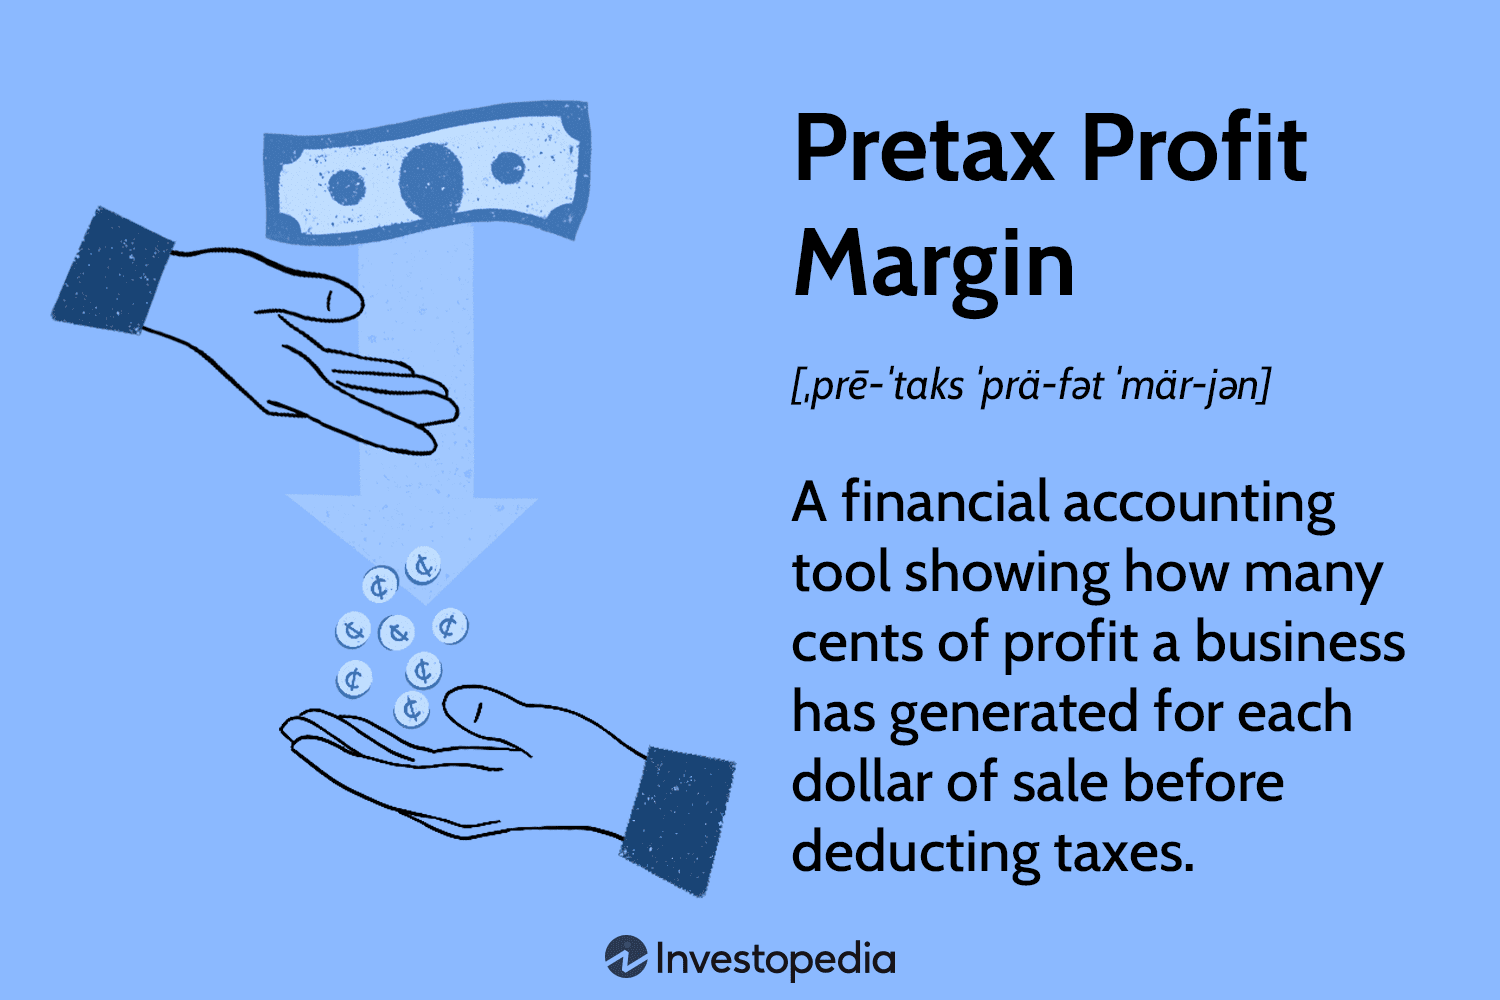 Pretax Profit
Margin
[ˌprē-ˈtaks ˈprä-fət ˈmär-jən]
A financial accounting
tool showing how many
cents of profit a business
has generated for each
dollar of sale before
deducting taxes.
¢
¢
¢
¢
¢
¢
¢
¢
Investopedia